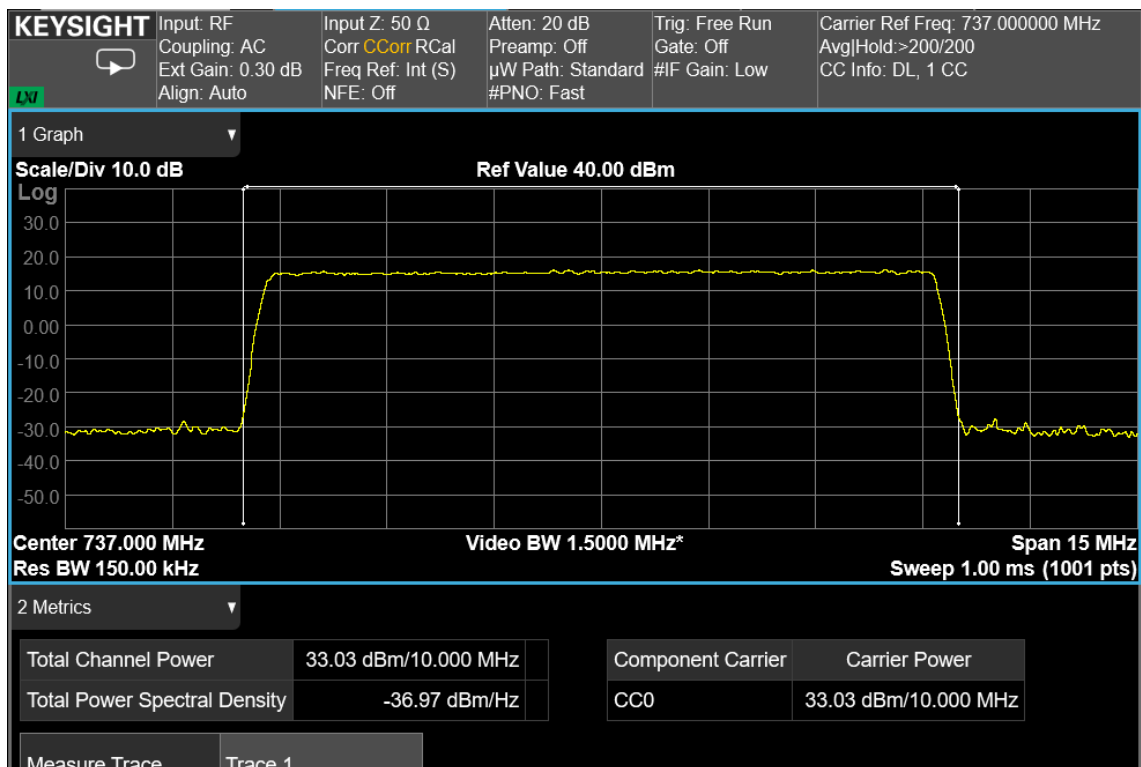 KEYSIGHT
LXI
Input: RF
Coupling: AC
Ext Gain: 0.30 dB
Align: Auto
Input Z: 50 Ω
Corr CCorr RCal
Freq Ref: Int (S)
NFE: Off
Atten: 20 dB
Preamp: Off
µW Path: Standard
#PNO: Fast
Trig: Free Run
Gate: Off
#IF Gain: Low
Carrier Ref Freq: 737.000000 MHz
Avg|Hold:>200/200
CC Info: DL, 1 CC
1 Graph
Scale/Div 10.0 dB
Ref Value 40.00 dBm
Log
30.0
20.0
10.0
0.00
-10.0
-20.0
-30.0
-40.0
-50.0
Center 737.000 MHz
Video BW 1.5000 MHz*
Span 15 MHz
Res BW 150.00 kHz
Sweep 1.00 ms (1001 pts)
2 Metrics
Total Channel Power 33.03 dBm/10.000 MHz
Total Power Spectral Density -36.97 dBm/Hz
Component Carrier Carrier Power
CC0 33.03 dBm/10.000 MHz
Measure Trace Trace 1